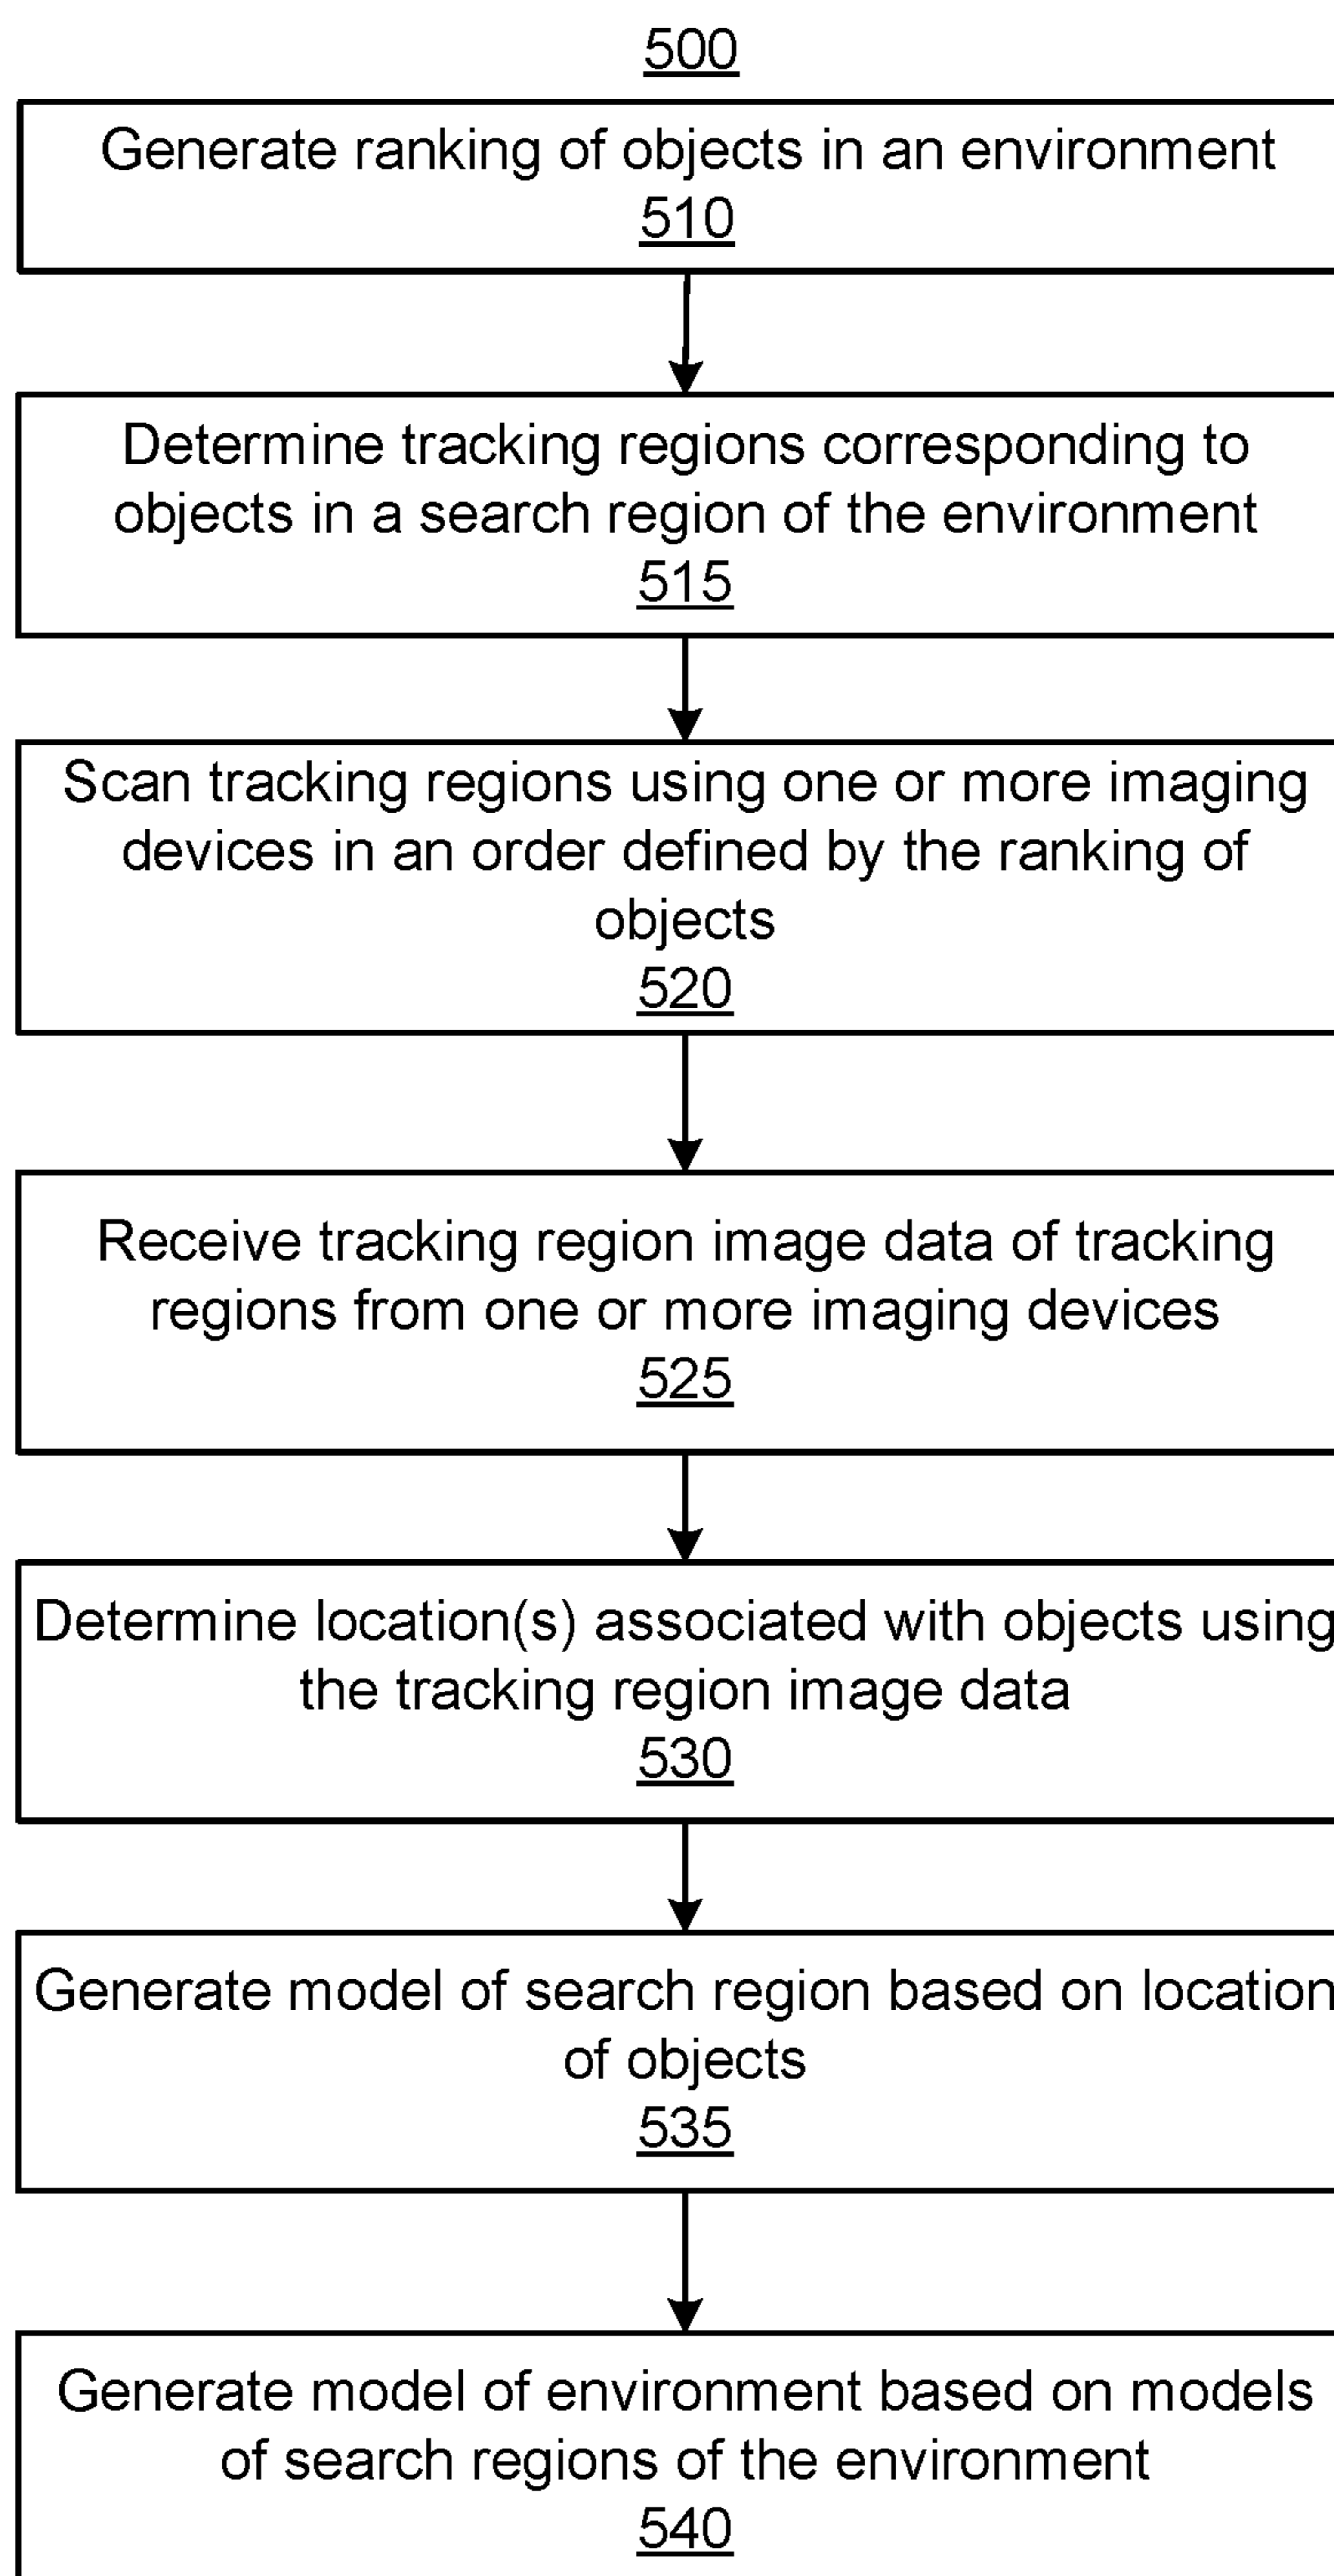 500
Generate ranking of objects in an environment
510
Determine tracking regions corresponding to
objects in a search region of the environment
515
Scan tracking regions using one or more imaging
devices in an order defined by the ranking of
objects
520
Receive tracking region image data of tracking
regions from one or more imaging devices
525
Determine location(s) associated with objects using
the tracking region image data
530
Generate model of search region based on location
of objects
535
Generate model of environment based on models
of search regions of the environment
540